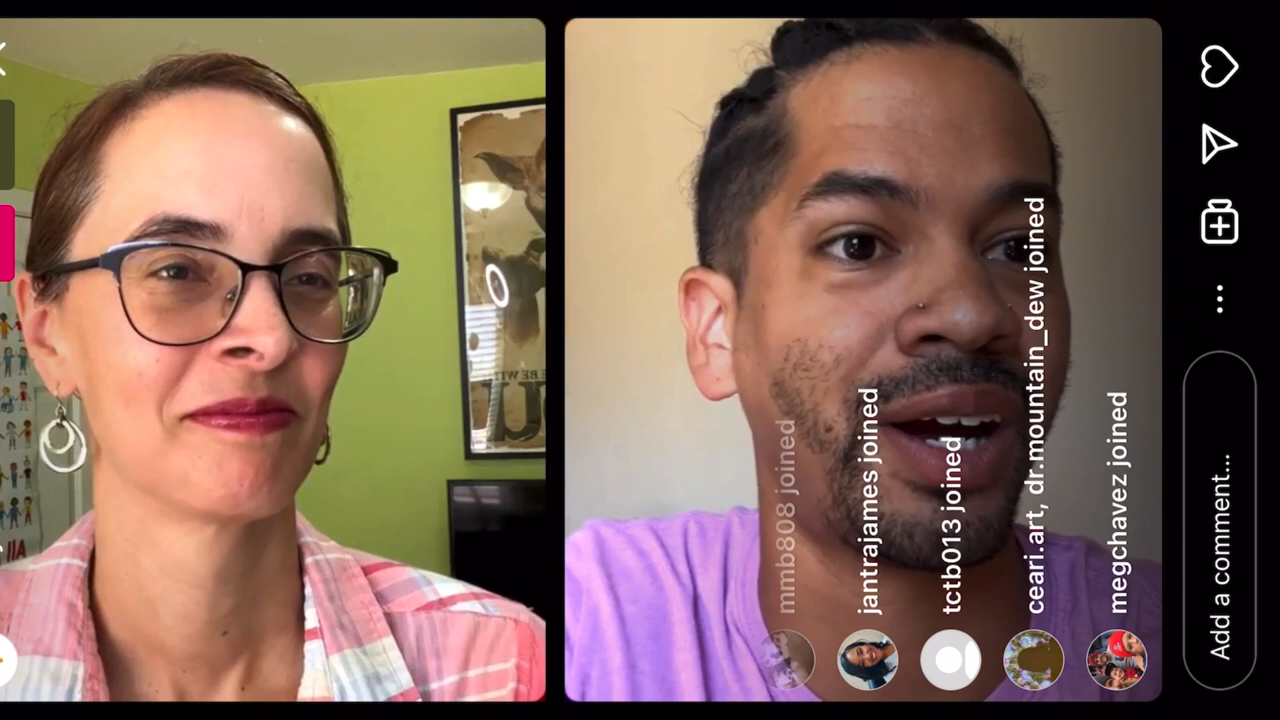 mmb808 joined
jantrajames joined
tctb013 joined
ceari.art, dr.mountain_dew joined
megchavez joined
Add a comment...